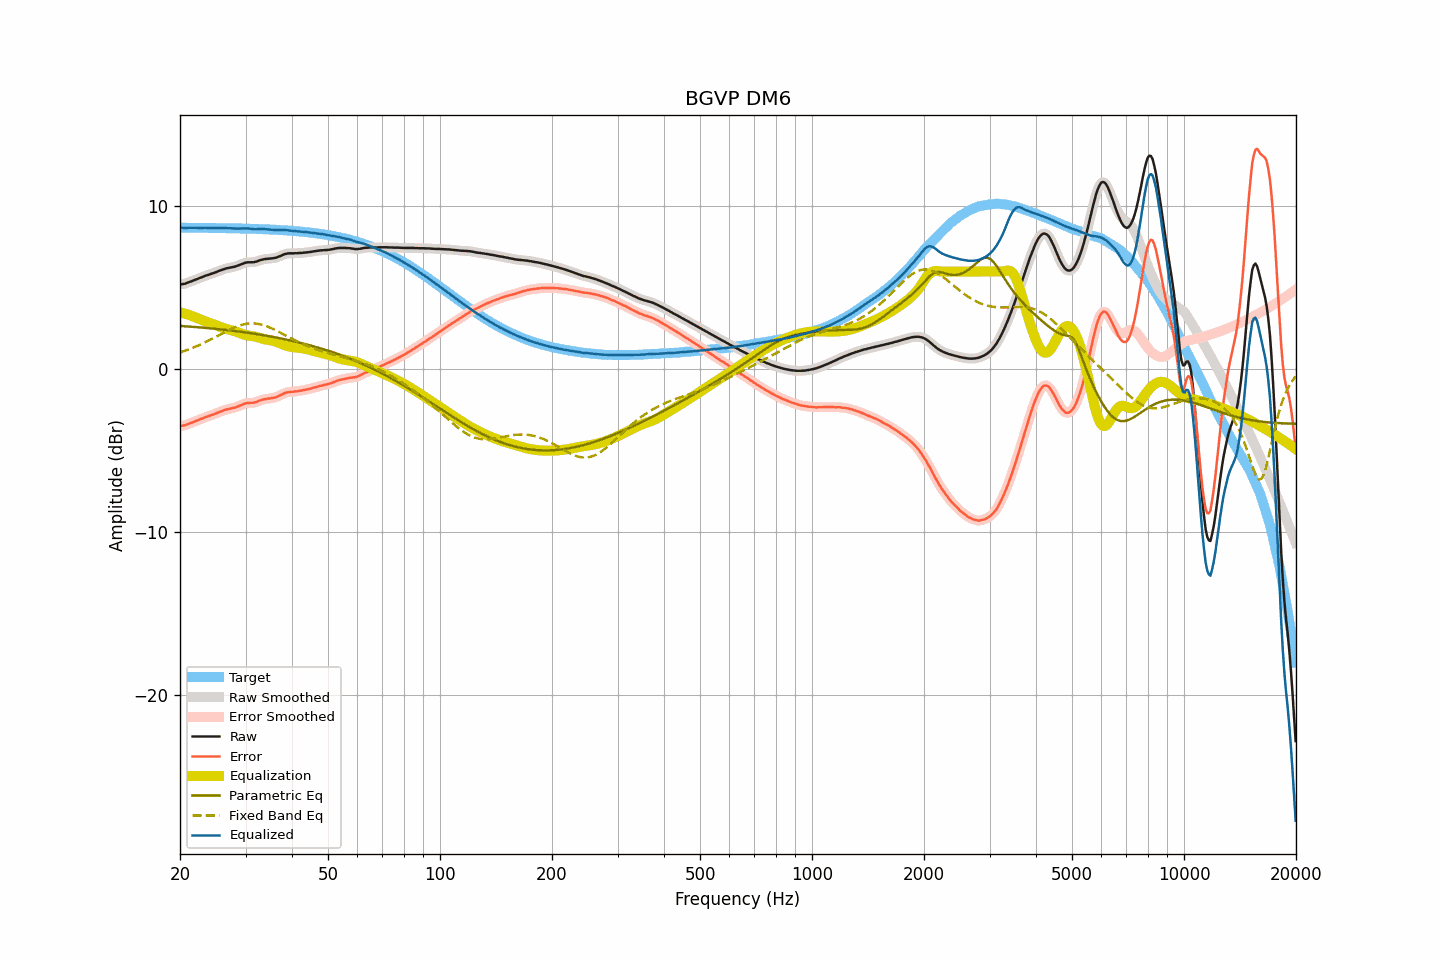 BGVP DM6
10
0
−10
−20
Amplitude (dBr)
Target
Raw Smoothed
Error Smoothed
Raw
Error
Equalization
Parametric Eq
Fixed Band Eq
Equalized
20 50 100 200 500 1000 2000 5000 10000 20000
Frequency (Hz)